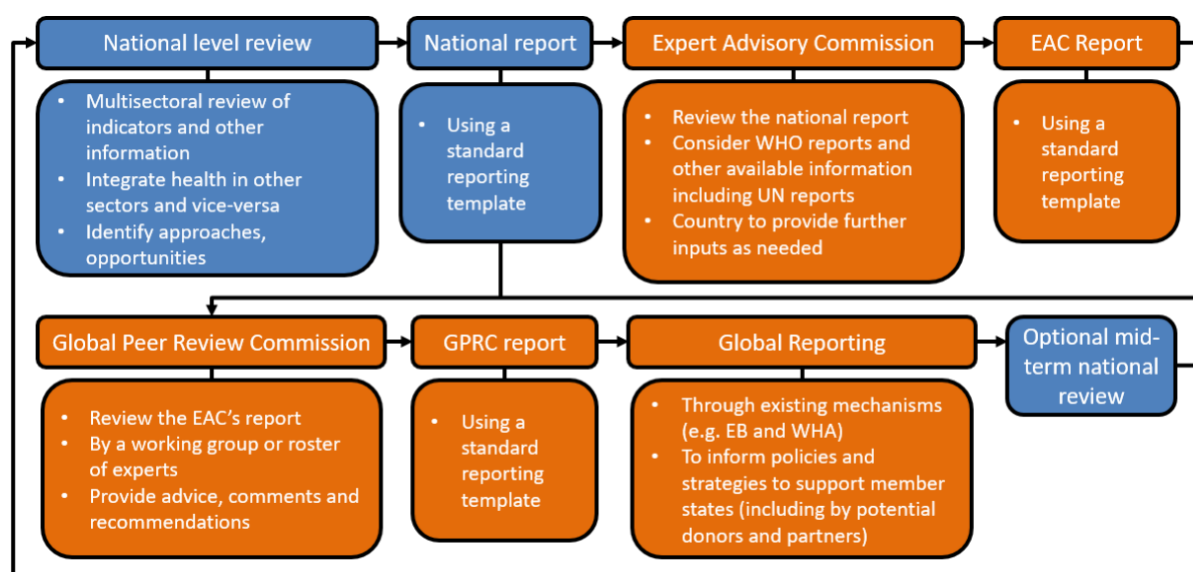 National level review
National report
Expert Advisory Commission
EAC Report
• Multisectoral review of
indicators and other
information
• Integrate health in other
sectors and vice-versa
• Identify approaches,
opportunities
• Using a
standard
reporting
template
• Review the national report
• Consider WHO reports and
other available information
including UN reports
• Country to provide further
inputs as needed
• Using a
standard
reporting
template
Global Peer Review Commission
GPRC report
Global Reporting
Optional mid-
term national
review
• Review the EAC’s report
• By a working group or roster
of experts
• Provide advice, comments and
recommendations
• Using a
standard
reporting
template
• Through existing mechanisms
(e.g. EB and WHA)
• To inform policies and
strategies to support member
states (including by potential
donors and partners)